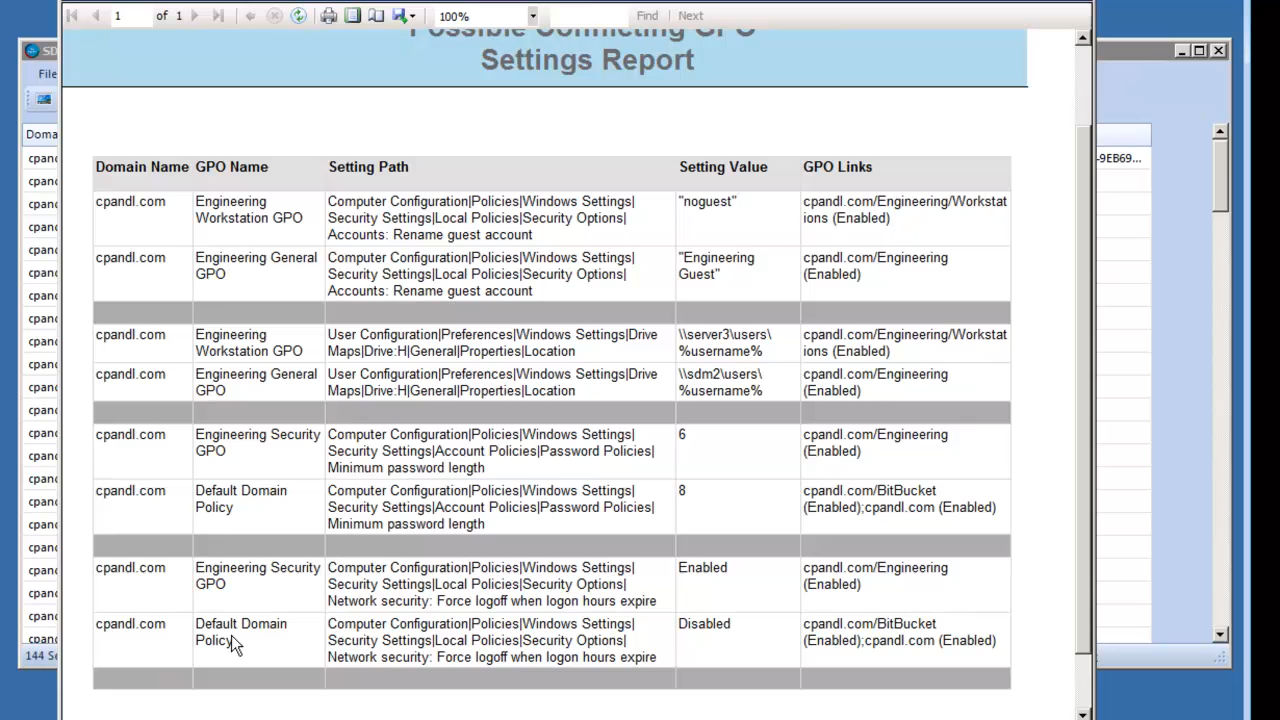 1 of 1 100% Find Next
SD
File
Possible Conflicting GPO
Settings Report
Doma
Domain Name GPO Name Setting Path Setting Value GPO Links
cpandl.com Engineering Computer Configuration|Policies|Windows Settings| "noguest" cpandl.com/Engineering/Workstat
Workstation GPO Security Settings|Local Policies|Security Options| ions (Enabled)
Accounts: Rename guest account
cpandl.com Engineering General Computer Configuration|Policies|Windows Settings| "Engineering cpandl.com/Engineering
GPO Security Settings|Local Policies|Security Options| Guest" (Enabled)
Accounts: Rename guest account
cpandl.com Engineering User Configuration|Preferences|Windows Settings|Drive \\server3\users\ cpandl.com/Engineering/Workstat
Workstation GPO Maps|Drive:H|General|Properties|Location %username% ions (Enabled)
cpandl.com Engineering General User Configuration|Preferences|Windows Settings|Drive \\sdm2\users\ cpandl.com/Engineering
GPO Maps|Drive:H|General|Properties|Location %username% (Enabled)
cpandl.com Engineering Security Computer Configuration|Policies|Windows Settings| 6 cpandl.com/Engineering
GPO Security Settings|Account Policies|Password Policies| (Enabled)
Minimum password length
cpandl.com Default Domain Computer Configuration|Policies|Windows Settings| 8 cpandl.com/BitBucket
Policy Security Settings|Account Policies|Password Policies| (Enabled);cpandl.com (Enabled)
Minimum password length
cpandl.com Engineering Security Computer Configuration|Policies|Windows Settings| Enabled cpandl.com/Engineering
GPO Security Settings|Local Policies|Security Options| (Enabled)
Network security: Force logoff when logon hours expire
cpandl.com Default Domain Computer Configuration|Policies|Windows Settings| Disabled cpandl.com/BitBucket
Policy Security Settings|Local Policies|Security Options| (Enabled);cpandl.com (Enabled)
Network security: Force logoff when logon hours expire
-9EB69...
144 Se